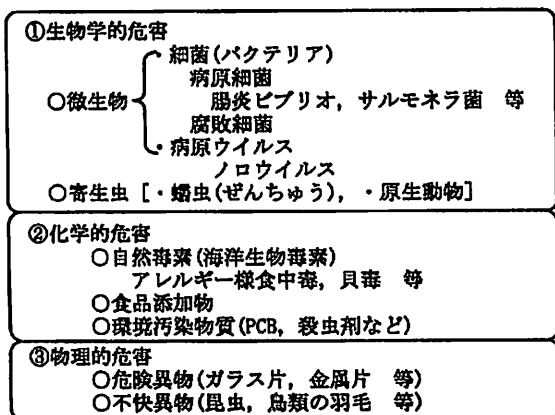 ①生物学的危害
・細菌(バクテリア)
病原細菌
○微生物
腸炎ビブリオ，サルモネラ菌　等
腐敗細菌
・病原ウイルス
ノロウイルス
○寄生虫［・蠕虫(ぜんちゅう)，・原生動物］
②化学的危害
○自然毒素(海洋生物毒素)
アレルギー様食中毒，貝毒　等
○食品添加物
○環境汚染物質(PCB，殺虫剤など)
③物理的危害
○危険異物(ガラス片，金属片　等)
○不快異物(昆虫，鳥類の羽毛　等)